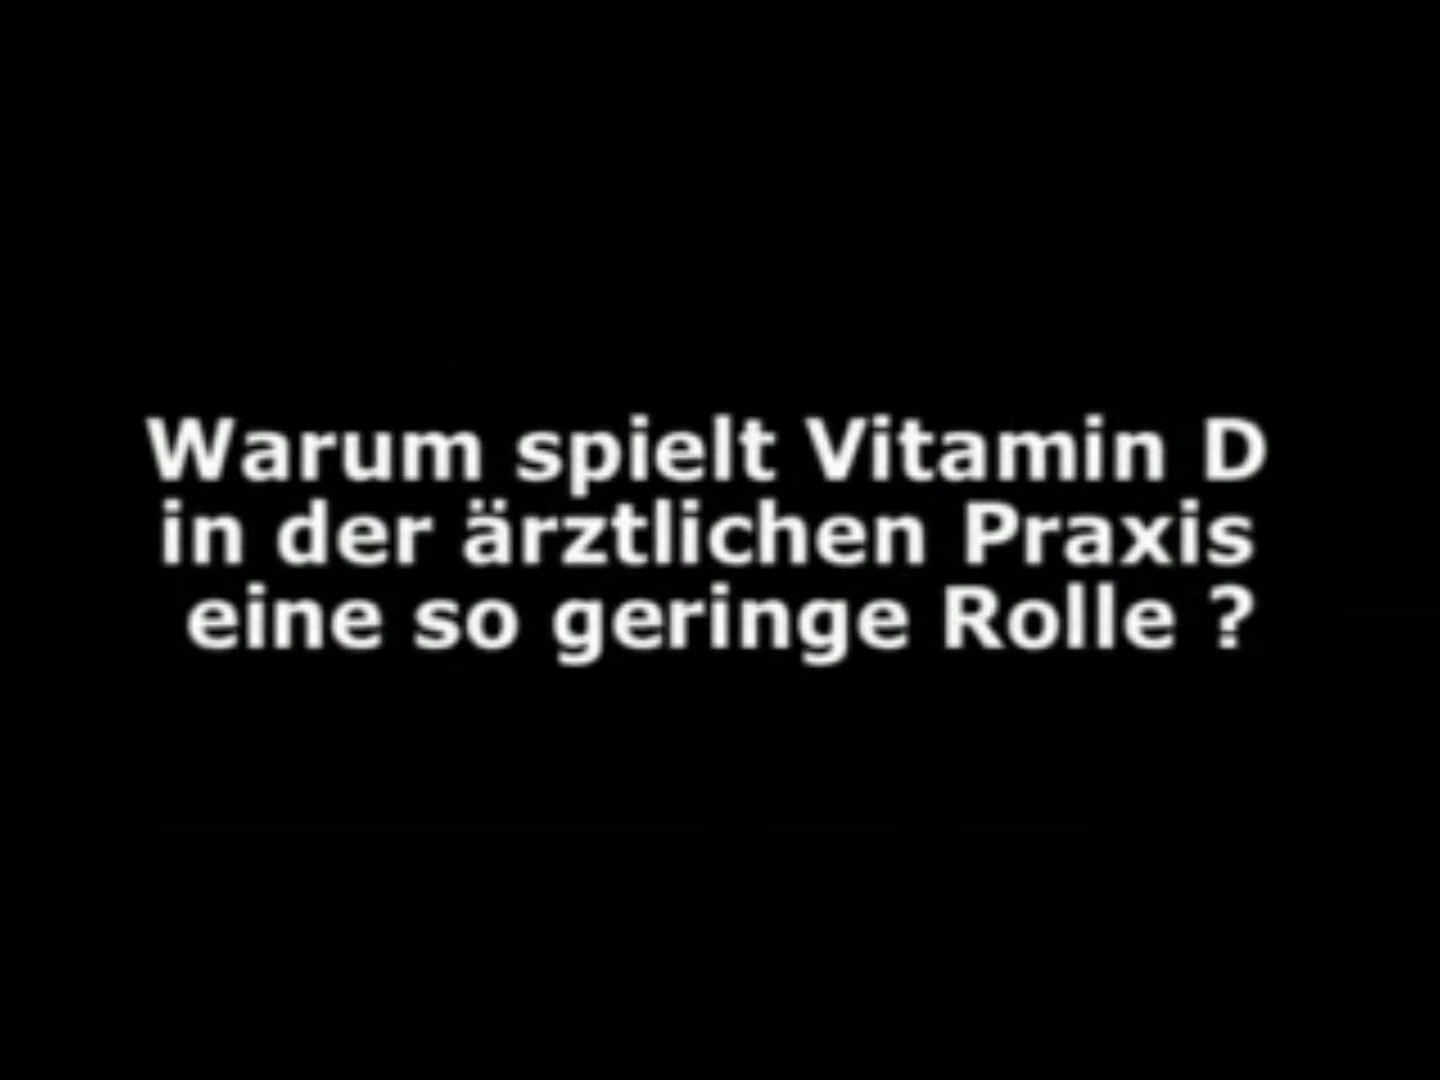 Warum spielt Vitamin D
in der ärztlichen Praxis
eine so geringe Rolle ?